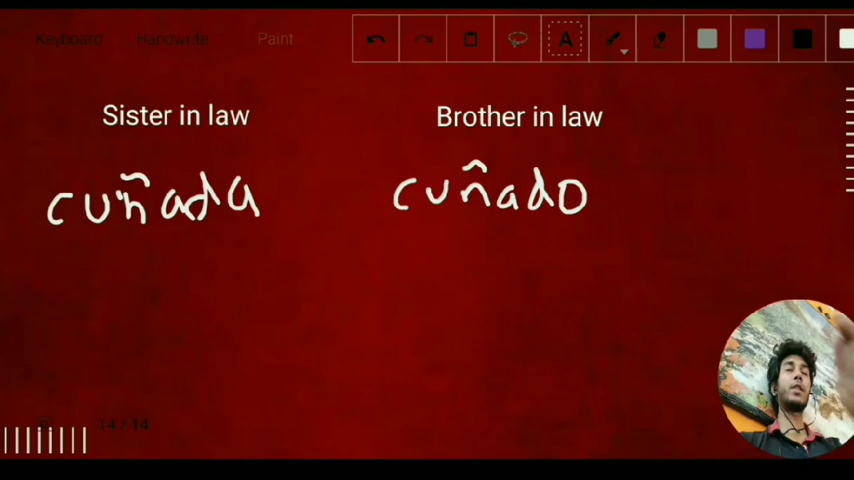 Keyboard Handwrite Paint
A
Sister in law Brother in law
cuñada cuñado
14 / 14